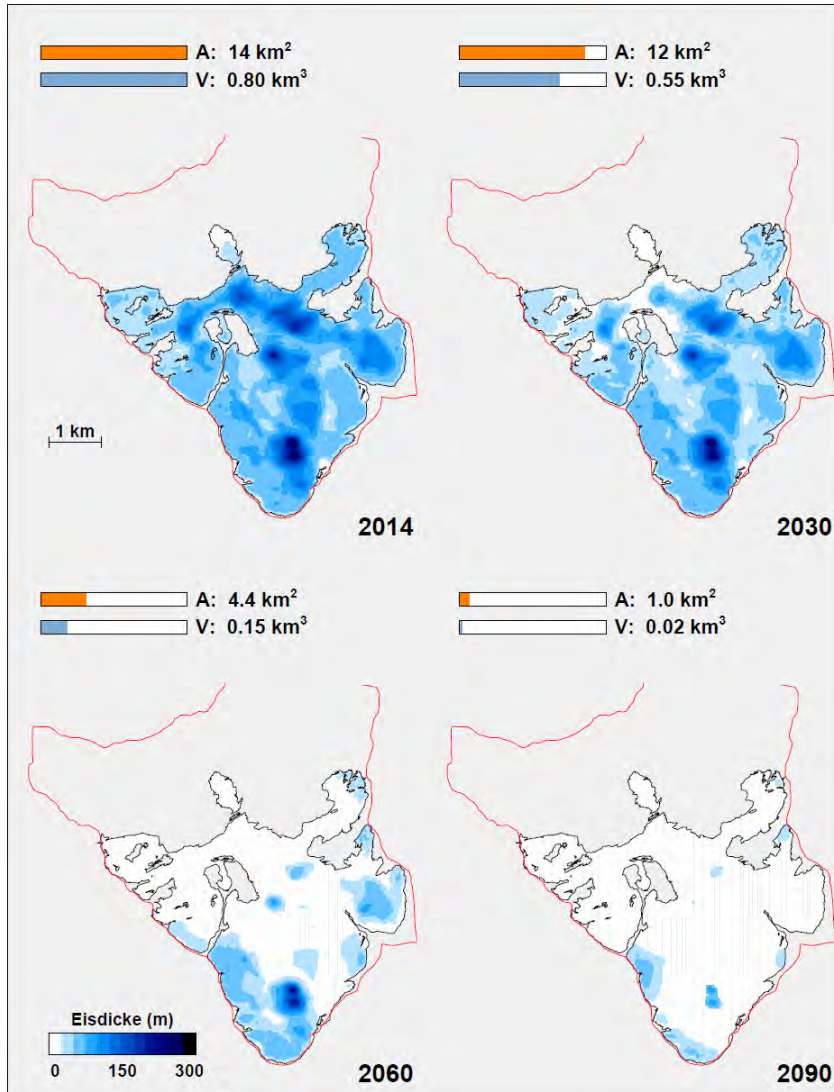 A: 14 km²
V: 0.80 km³
1 km
2014
A: 12 km²
V: 0.55 km³
2030
A: 4.4 km²
V: 0.15 km³
Eisdicke (m)
0 150 300
2060
A: 1.0 km²
V: 0.02 km³
2090